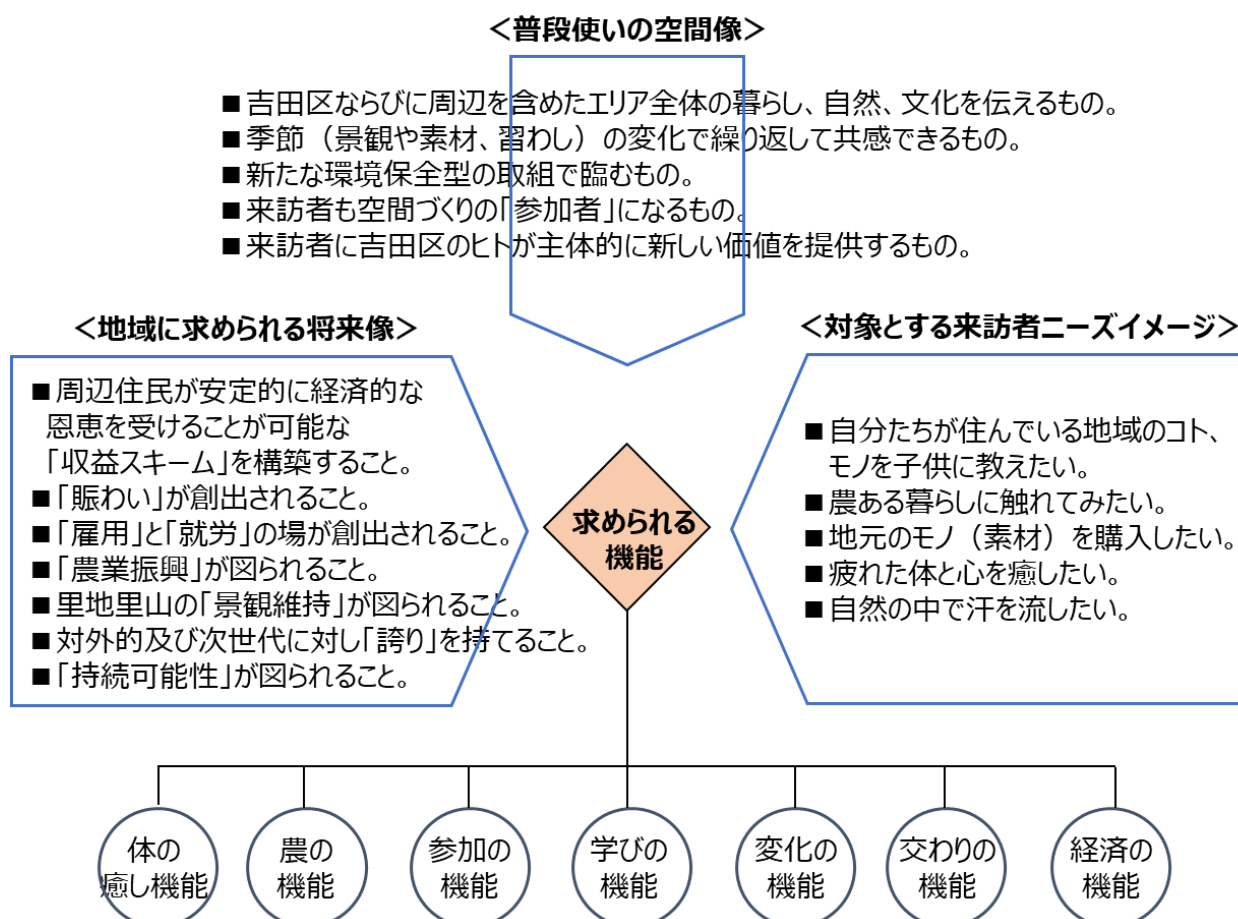 ＜普段使いの空間像＞
■吉田区ならびに周辺を含めたエリア全体の暮らし、自然、文化を伝えるもの。
■季節（景観や素材、習わし）の変化で繰り返して共感できるもの。
■新たな環境保全型の取組で臨むもの。
■来訪者も空間づくりの「参加者」になるもの。
■来訪者に吉田区のヒトが主体的に新しい価値を提供するもの。
＜地域に求められる将来像＞
■周辺住民が安定的に経済的な
恩恵を受けることが可能な
「収益スキーム」を構築すること。
■「賑わい」が創出されること。
■「雇用」と「就労」の場が創出されること。
■「農業振興」が図られること。
■里地里山の「景観維持」が図られること。
■対外的及び次世代に対し「誇り」を持てること。
■「持続可能性」が図られること。
＜対象とする来訪者ニーズイメージ＞
■自分たちが住んでいる地域のコト、
モノを子供に教えたい。
■農ある暮らしに触れてみたい。
■地元のモノ（素材）を購入したい。
■疲れた体と心を癒したい。
■自然の中で汗を流したい。
求められる
機能
体の
癒し機能
農の
機能
参加の
機能
学びの
機能
変化の
機能
交わりの
機能
経済の
機能